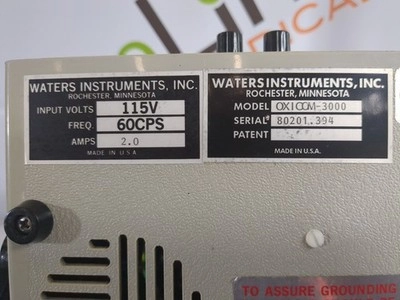 WATERS INSTRUMENTS, INC.
ROCHESTER, MINNESOTA
INPUT VOLTS 115V
FREQ. 60CPS
AMPS 2.0
MADE IN U.S.A.
WATERS INSTRUMENTS, INC.
ROCHESTER, MINNESOTA
MODEL OXICOM-3000
SERIAL# 80201.394
PATENT
MADE IN U.S.A.
TO ASSURE GROUNDING